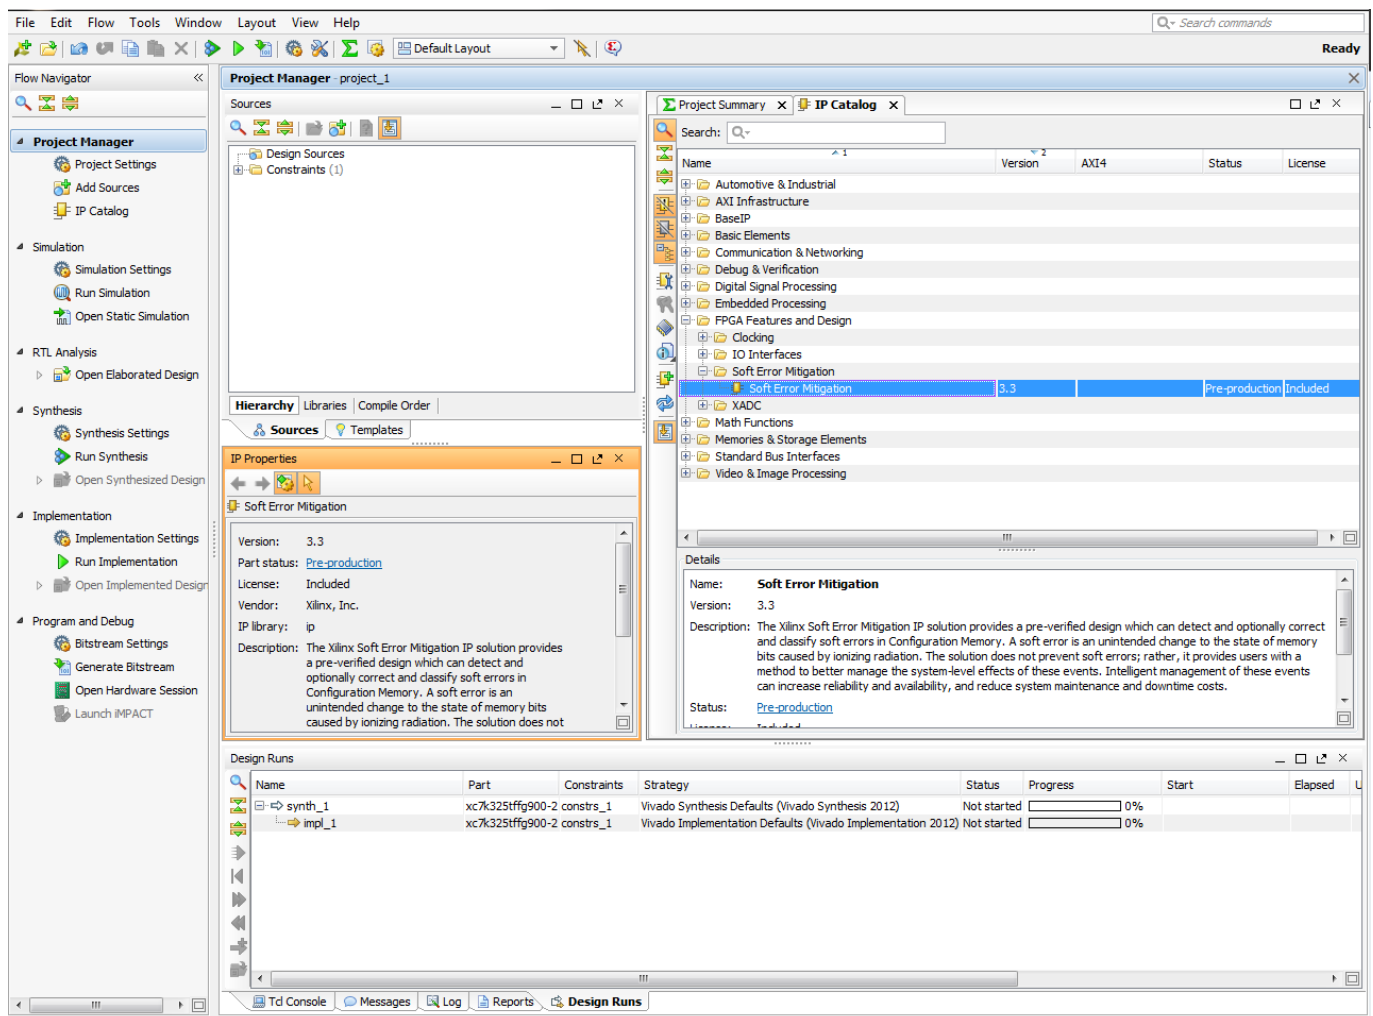 File Edit Flow Tools Window Layout View Help
Search commands
Default Layout
Ready
Flow Navigator
Project Manager
Project Settings
Add Sources
IP Catalog
Simulation
Simulation Settings
Run Simulation
Open Static Simulation
RTL Analysis
Open Elaborated Design
Synthesis
Synthesis Settings
Run Synthesis
Open Synthesized Design
Implementation
Implementation Settings
Run Implementation
Open Implemented Design
Program and Debug
Bitstream Settings
Generate Bitstream
Open Hardware Session
Launch iMPACT
Project Manager - project_1
Sources
Design Sources
Constraints (1)
Hierarchy Libraries Compile Order
Sources Templates
IP Properties
Soft Error Mitigation
Version: 3.3
Part status: Pre-production
License: Included
Vendor: Xilinx, Inc.
IP library: ip
Description: The Xilinx Soft Error Mitigation IP solution provides
a pre-verified design which can detect and
optionally correct and classify soft errors in
Configuration Memory. A soft error is an
unintended change to the state of memory bits
caused by ionizing radiation. The solution does not
Project Summary IP Catalog
Search:
Name 1 Version 2 AXI4 Status License
Automotive & Industrial
AXI Infrastructure
BaseIP
Basic Elements
Communication & Networking
Debug & Verification
Digital Signal Processing
Embedded Processing
FPGA Features and Design
Clocking
IO Interfaces
Soft Error Mitigation
Soft Error Mitigation 3.3 Pre-production Included
XADC
Math Functions
Memories & Storage Elements
Standard Bus Interfaces
Video & Image Processing
Details
Name: Soft Error Mitigation
Version: 3.3
Description: The Xilinx Soft Error Mitigation IP solution provides a pre-verified design which can detect and optionally correct
and classify soft errors in Configuration Memory. A soft error is an unintended change to the state of memory
bits caused by ionizing radiation. The solution does not prevent soft errors; rather, it provides users with a
method to better manage the system-level effects of these events. Intelligent management of these events
can increase reliability and availability, and reduce system maintenance and downtime costs.
Status: Pre-production
License: Included
Design Runs
Name Part Constraints Strategy Status Progress Start Elapsed U
synth_1 xc7k325tffg900-2 constrs_1 Vivado Synthesis Defaults (Vivado Synthesis 2012) Not started 0%
impl_1 xc7k325tffg900-2 constrs_1 Vivado Implementation Defaults (Vivado Implementation 2012) Not started 0%
Tcl Console Messages Log Reports Design Runs